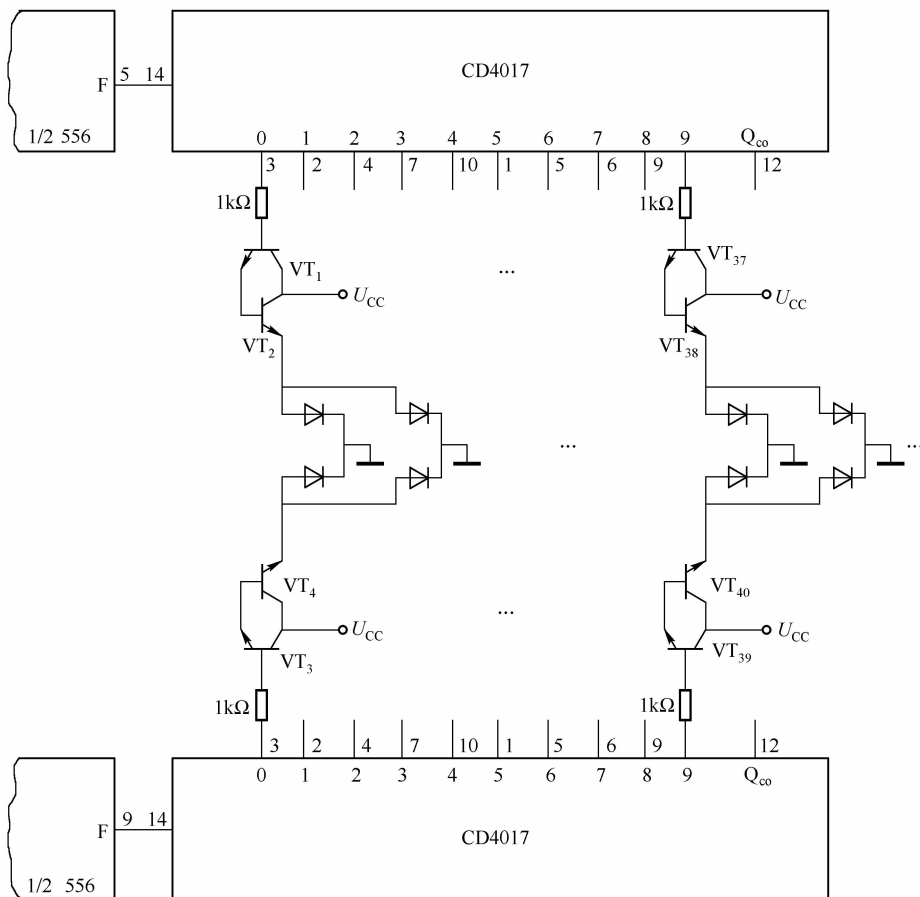 F 5 14 CD4017
1/2 556
0 1 2 3 4 5 6 7 8 9 Q_co
3 2 4 7 10 1 5 6 9 12
1kΩ 1kΩ
VT1 ... VT37
UCC UCC
VT2 VT38
... ...
VT4 VT40
... 
UCC UCC
VT3 VT39
1kΩ 1kΩ
3 2 4 7 10 1 5 6 9 12
0 1 2 3 4 5 6 7 8 9 Q_co
F 9 14 CD4017
1/2 556